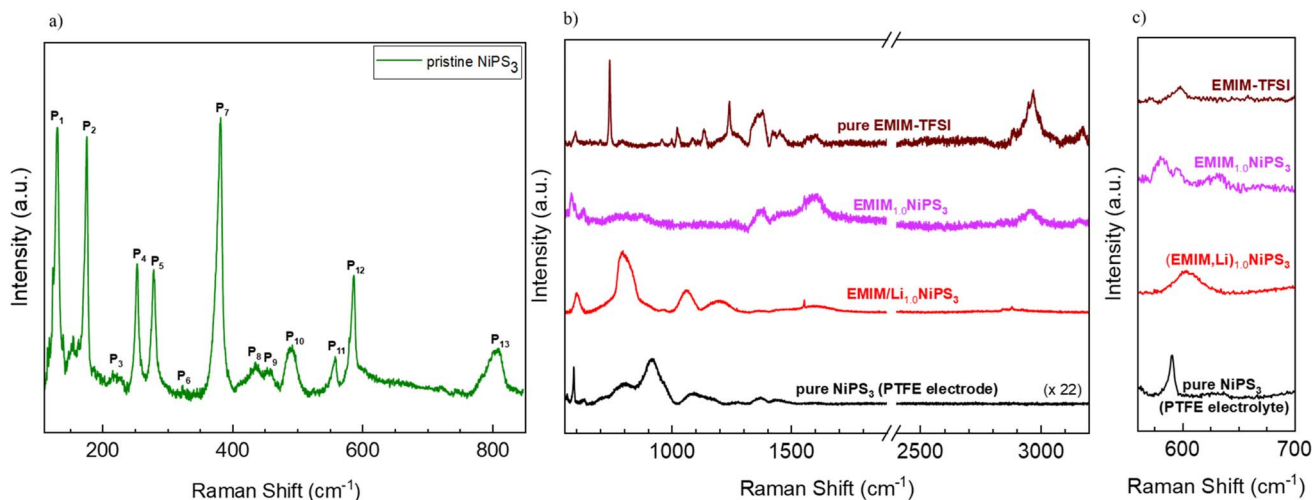 a)
pristine NiPS3
P1
P2
P3
P4
P5
P6
P7
P8
P9
P10
P11
P12
P13
Intensity (a.u.)
200
400
600
800
Raman Shift (cm-1)
b)
pure EMIM-TFSI
EMIM1.0NiPS3
EMIM/Li1.0NiPS3
pure NiPS3 (PTFE electrode)
(x 22)
Intensity (a.u.)
1000
1500
2500
3000
Raman Shift (cm-1)
c)
EMIM-TFSI
EMIM1.0NiPS3
(EMIM,Li)1.0NiPS3
pure NiPS3
(PTFE electrolyte)
Intensity (a.u.)
600
700
Raman Shift (cm-1)